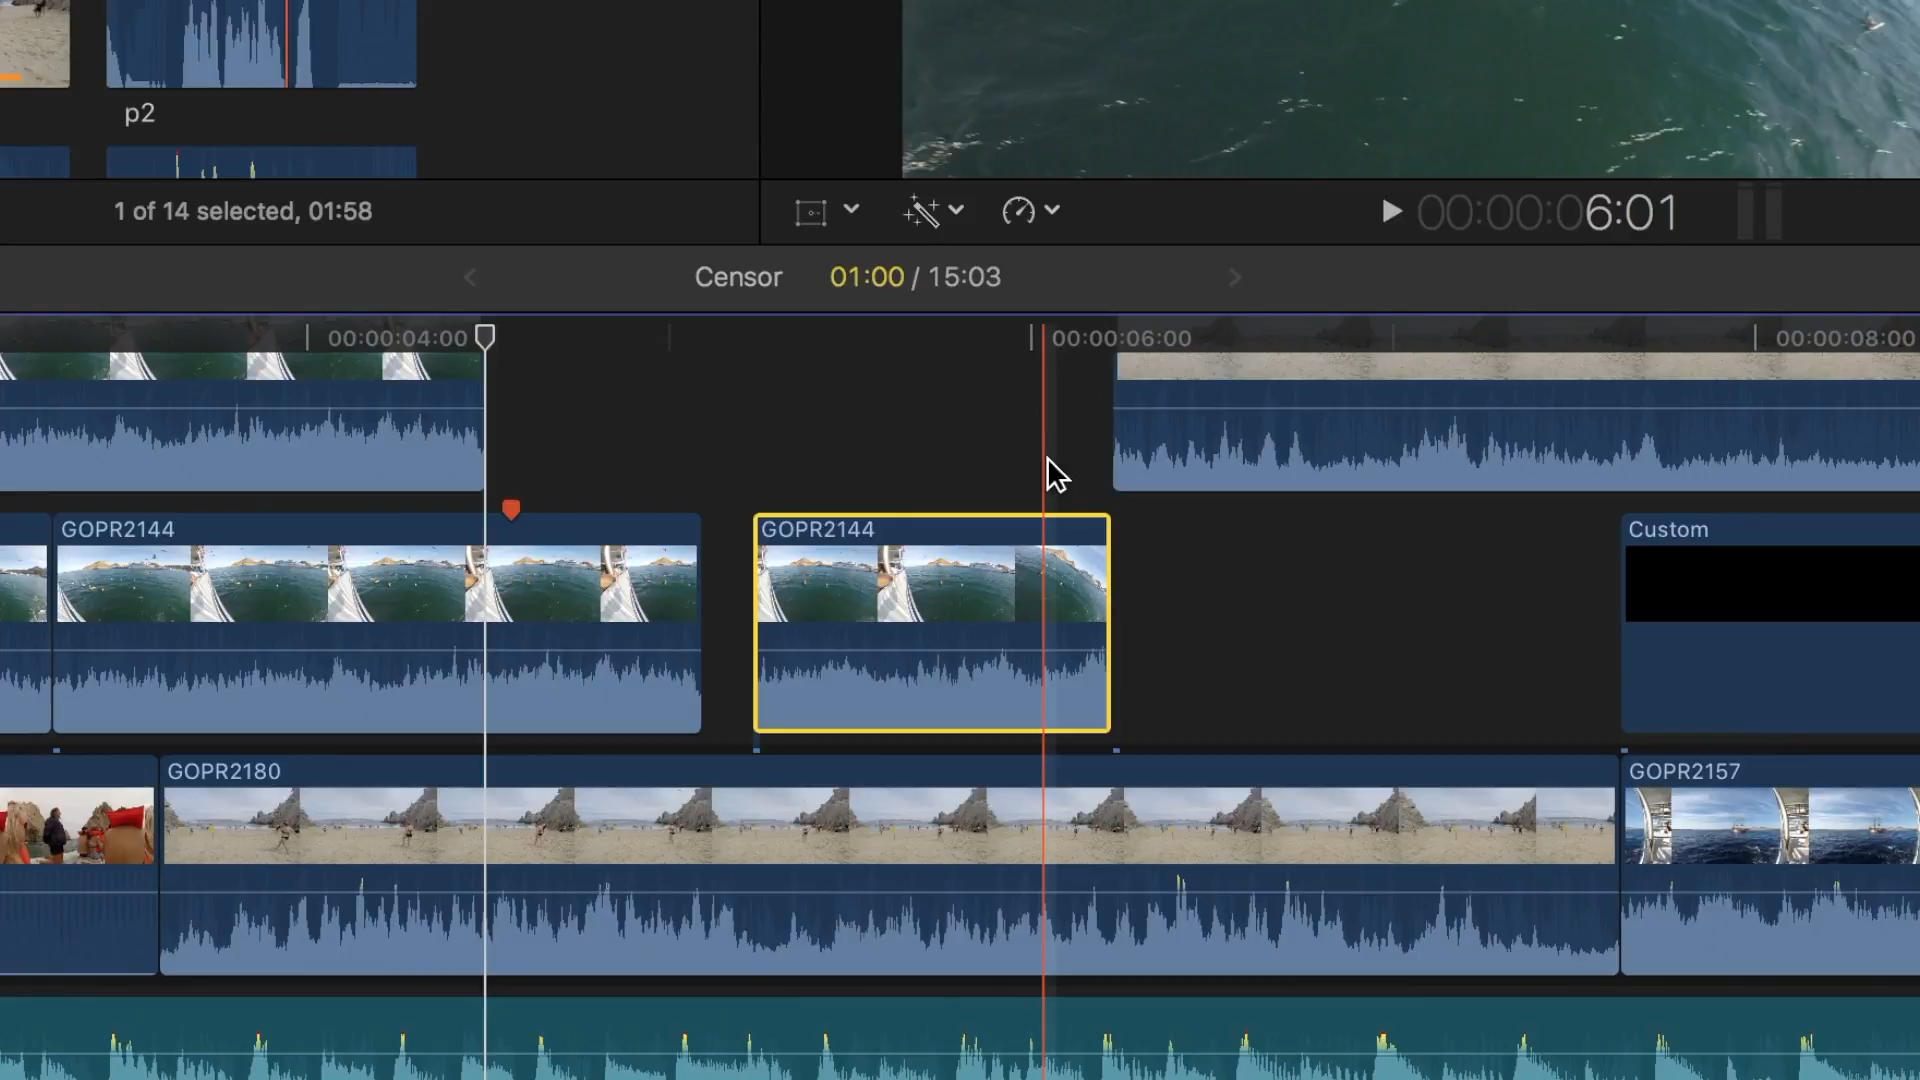 p2
1 of 14 selected, 01:58
00:00:06:01
Censor 01:00 / 15:03
00:00:04:00 00:00:06:00 00:00:08:00
GOPR2144 GOPR2144 Custom
GOPR2180 GOPR2157